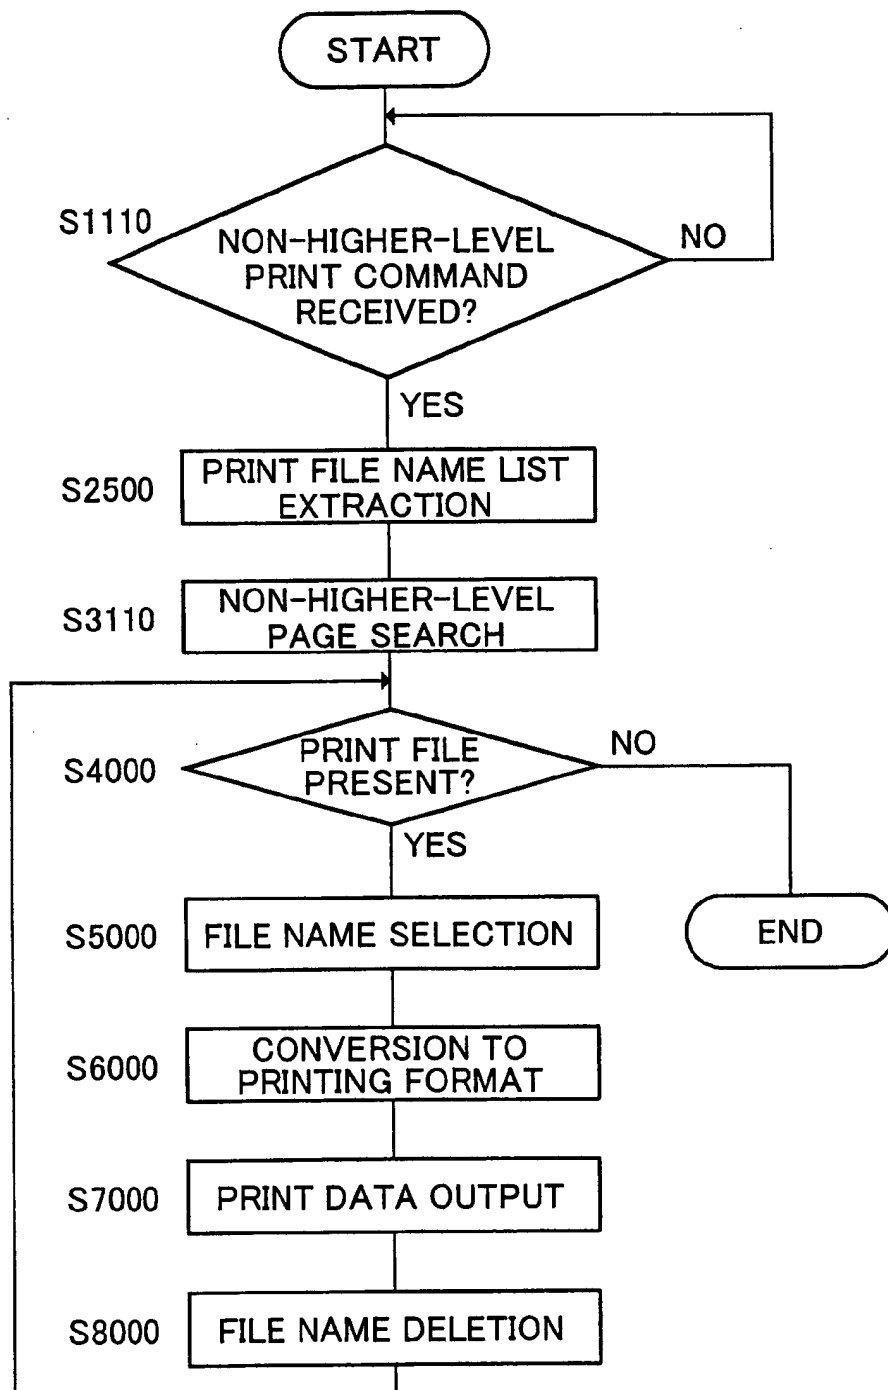 START
S1110
NON-HIGHER-LEVEL
PRINT COMMAND
RECEIVED?
NO
YES
S2500
PRINT FILE NAME LIST
EXTRACTION
S3110
NON-HIGHER-LEVEL
PAGE SEARCH
S4000
PRINT FILE
PRESENT?
NO
YES
S5000
FILE NAME SELECTION
END
S6000
CONVERSION TO
PRINTING FORMAT
S7000
PRINT DATA OUTPUT
S8000
FILE NAME DELETION